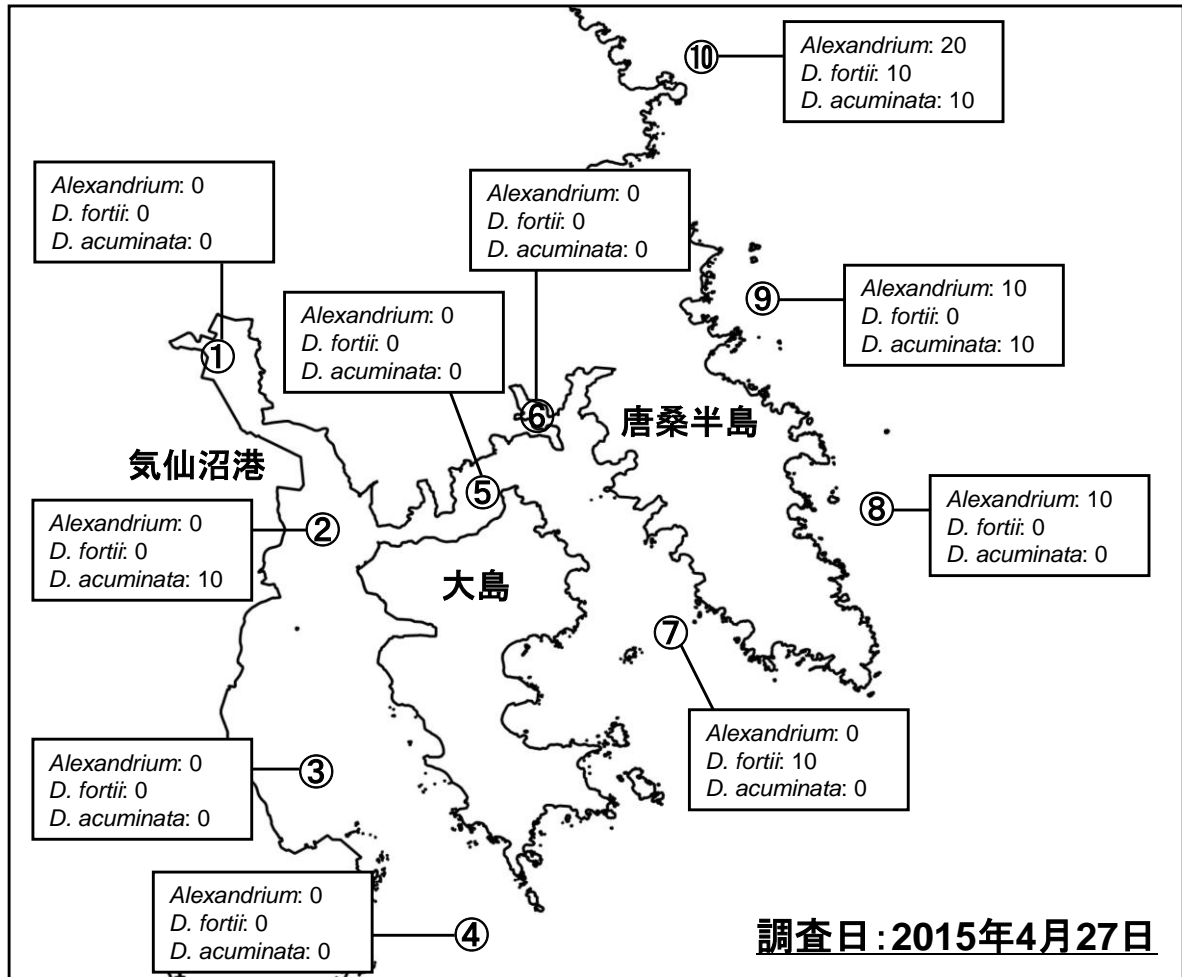 ⑩
Alexandrium: 20
D. fortii: 10
D. acuminata: 10
Alexandrium: 0
D. fortii: 0
D. acuminata: 0
Alexandrium: 0
D. fortii: 0
D. acuminata: 0
⑨
Alexandrium: 10
D. fortii: 0
D. acuminata: 10
①
Alexandrium: 0
D. fortii: 0
D. acuminata: 0
⑥
唐桑半島
気仙沼港
⑤
②
Alexandrium: 0
D. fortii: 0
D. acuminata: 10
⑧
Alexandrium: 10
D. fortii: 0
D. acuminata: 0
大島
⑦
Alexandrium: 0
D. fortii: 10
D. acuminata: 0
③
Alexandrium: 0
D. fortii: 0
D. acuminata: 0
④
Alexandrium: 0
D. fortii: 0
D. acuminata: 0
調査日:2015年4月27日